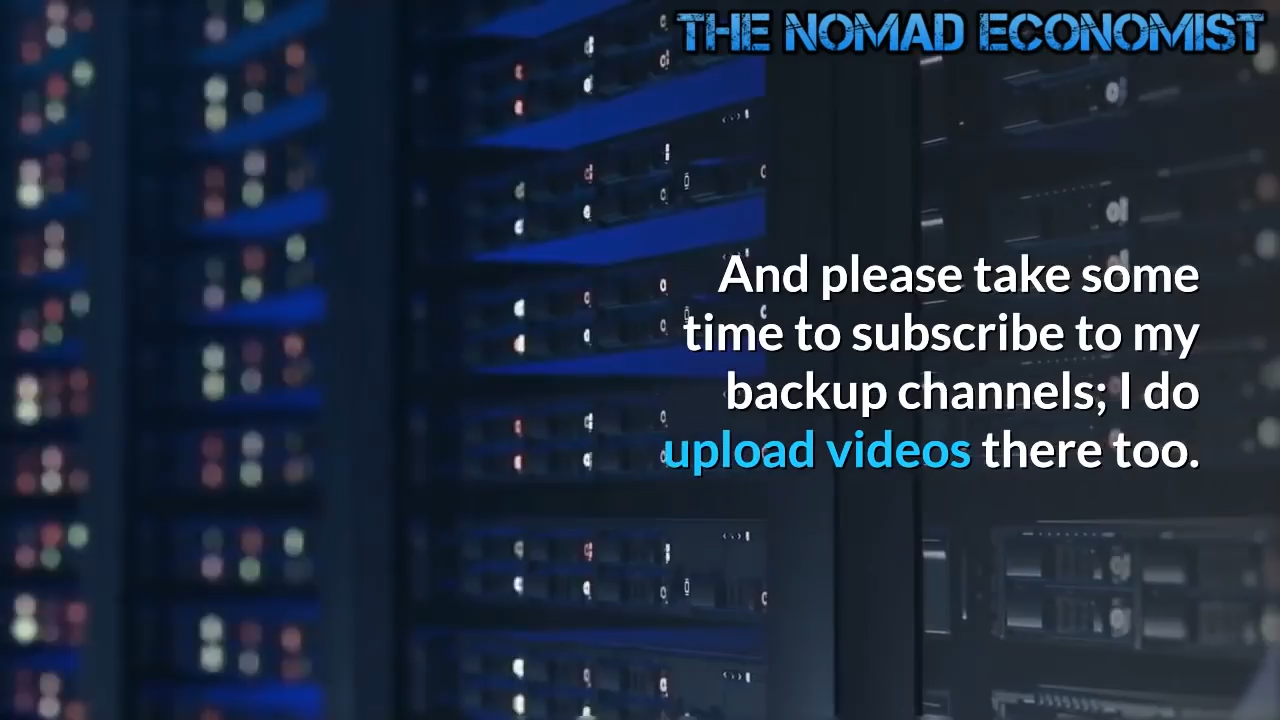 THE NOMAD ECONOMIST
And please take some
time to subscribe to my
backup channels; I do
upload videos there too.